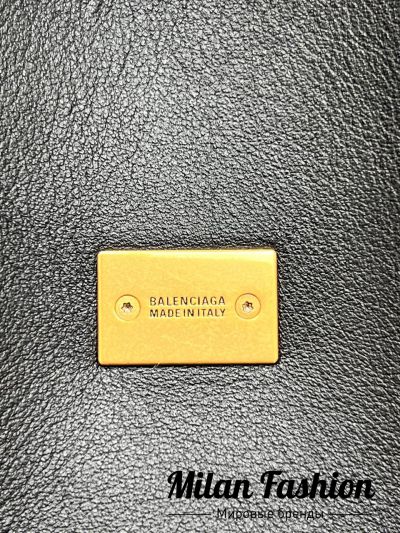 BALENCIAGA
MADE IN ITALY
Milan Fashion
Мировые бренды